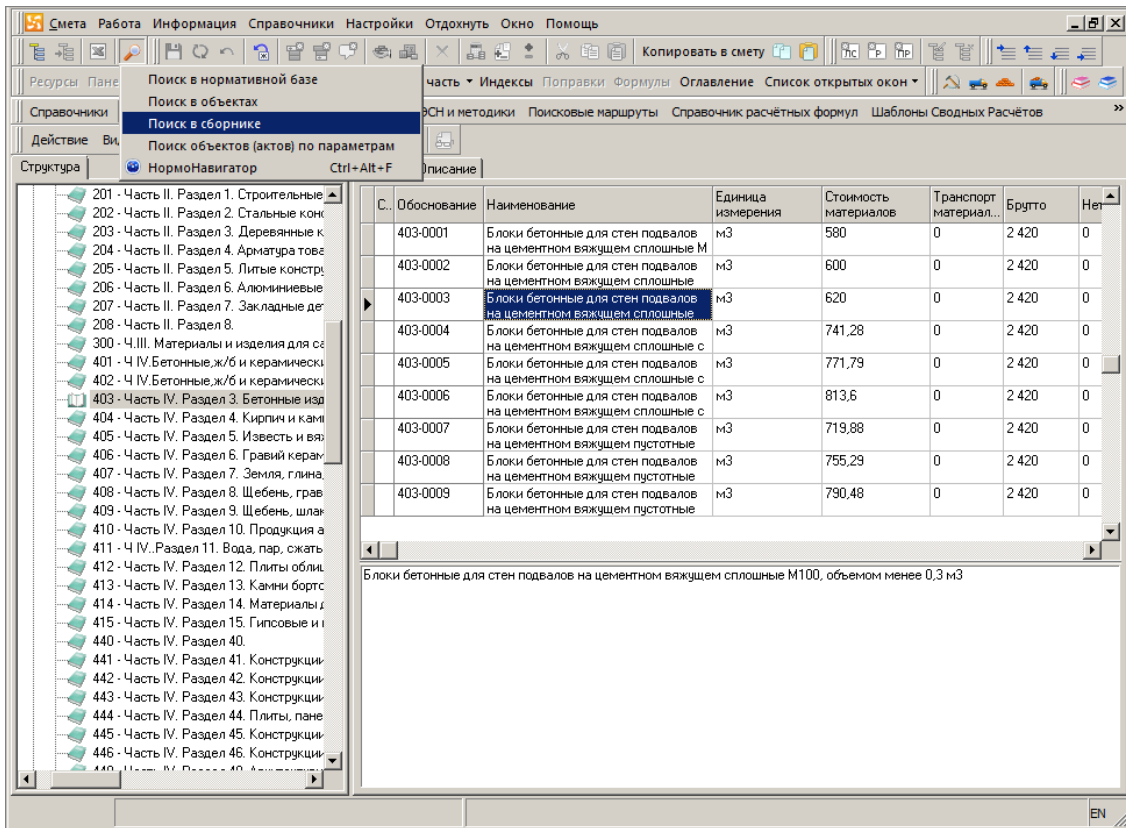 Смета Работа Информация Справочники Настройки Отдохнуть Окно Помощь
Копировать в смету
Ресурсы Пане
часть Индексы Поправки Формулы Оглавление Список открытых окон
Справочники
ЭСН и методики Поисковые маршруты Справочник расчётных формул Шаблоны Сводных Расчётов »
Действие Ви
Поиск в нормативной базе
Поиск в объектах
Поиск в сборнике
Поиск объектов (актов) по параметрам
НормоНавигатор Ctrl+Alt+F
Структура
Описание
201 - Часть II. Раздел 1. Строительные
202 - Часть II. Раздел 2. Стальные конс
203 - Часть II. Раздел 3. Деревянные к
204 - Часть II. Раздел 4. Арматура това
205 - Часть II. Раздел 5. Литые констру
206 - Часть II. Раздел 6. Алюминиевые
207 - Часть II. Раздел 7. Закладные де
208 - Часть II. Раздел 8.
300 - Ч.III. Материалы и изделия для са
401 - Ч IV.Бетонные,ж/б и керамически
402 - Ч IV.Бетонные,ж/б и керамически
403 - Часть IV. Раздел 3. Бетонные изд
404 - Часть IV. Раздел 4. Кирпич и кам
405 - Часть IV. Раздел 5. Известь и вя
406 - Часть IV. Раздел 6. Гравий керам
407 - Часть IV. Раздел 7. Земля, глина,
408 - Часть IV. Раздел 8. Щебень, грав
409 - Часть IV. Раздел 9. Щебень, шлак
410 - Часть IV. Раздел 10. Продукция а
411 - Ч IV..Раздел 11. Вода, пар, сжать
412 - Часть IV. Раздел 12. Плиты облиц
413 - Часть IV. Раздел 13. Камни бортс
414 - Часть IV. Раздел 14. Материалы д
415 - Часть IV. Раздел 15. Гипсовые и
440 - Часть IV. Раздел 40.
441 - Часть IV. Раздел 41. Конструкции
442 - Часть IV. Раздел 42. Конструкции
443 - Часть IV. Раздел 43. Конструкции
444 - Часть IV. Раздел 44. Плиты, пане
445 - Часть IV. Раздел 45. Конструкции
446 - Часть IV. Раздел 46. Конструкции
С.. Обоснование Наименование Единица измерения Стоимость материалов Транспорт материал... Брутто Нет
403-0001 Блоки бетонные для стен подвалов м3 580 0 2 420 0
на цементном вяжущем сплошные М
403-0002 Блоки бетонные для стен подвалов м3 600 0 2 420 0
на цементном вяжущем сплошные
403-0003 Блоки бетонные для стен подвалов м3 620 0 2 420 0
на цементном вяжущем сплошные
403-0004 Блоки бетонные для стен подвалов м3 741,28 0 2 420 0
на цементном вяжущем сплошные с
403-0005 Блоки бетонные для стен подвалов м3 771,79 0 2 420 0
на цементном вяжущем сплошные с
403-0006 Блоки бетонные для стен подвалов м3 813,6 0 2 420 0
на цементном вяжущем сплошные с
403-0007 Блоки бетонные для стен подвалов м3 719,88 0 2 420 0
на цементном вяжущем пустотные
403-0008 Блоки бетонные для стен подвалов м3 755,29 0 2 420 0
на цементном вяжущем пустотные
403-0009 Блоки бетонные для стен подвалов м3 790,48 0 2 420 0
на цементном вяжущем пустотные
Блоки бетонные для стен подвалов на цементном вяжущем сплошные М100, объемом менее 0,3 м3
EN